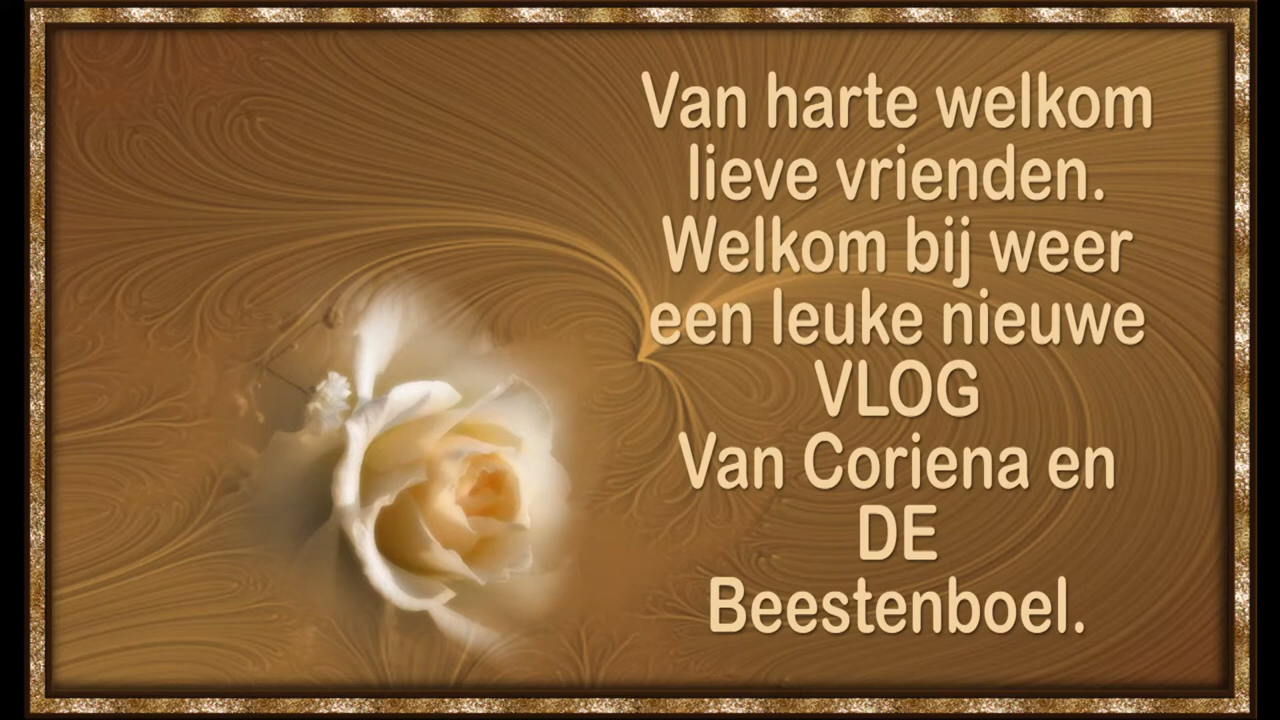 Van harte welkom
lieve vrienden.
Welkom bij weer
een leuke nieuwe
VLOG
Van Coriena en
DE
Beestenboel.